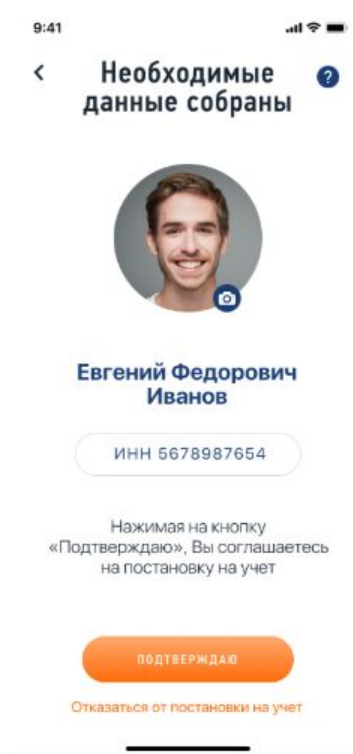 9:41
Необходимые
данные собраны
?
Евгений Федорович
Иванов
ИНН 5678987654
Нажимая на кнопку
«Подтверждаю», Вы соглашаетесь
на постановку на учет
ПОДТВЕРЖДАЮ
Отказаться от постановки на учет